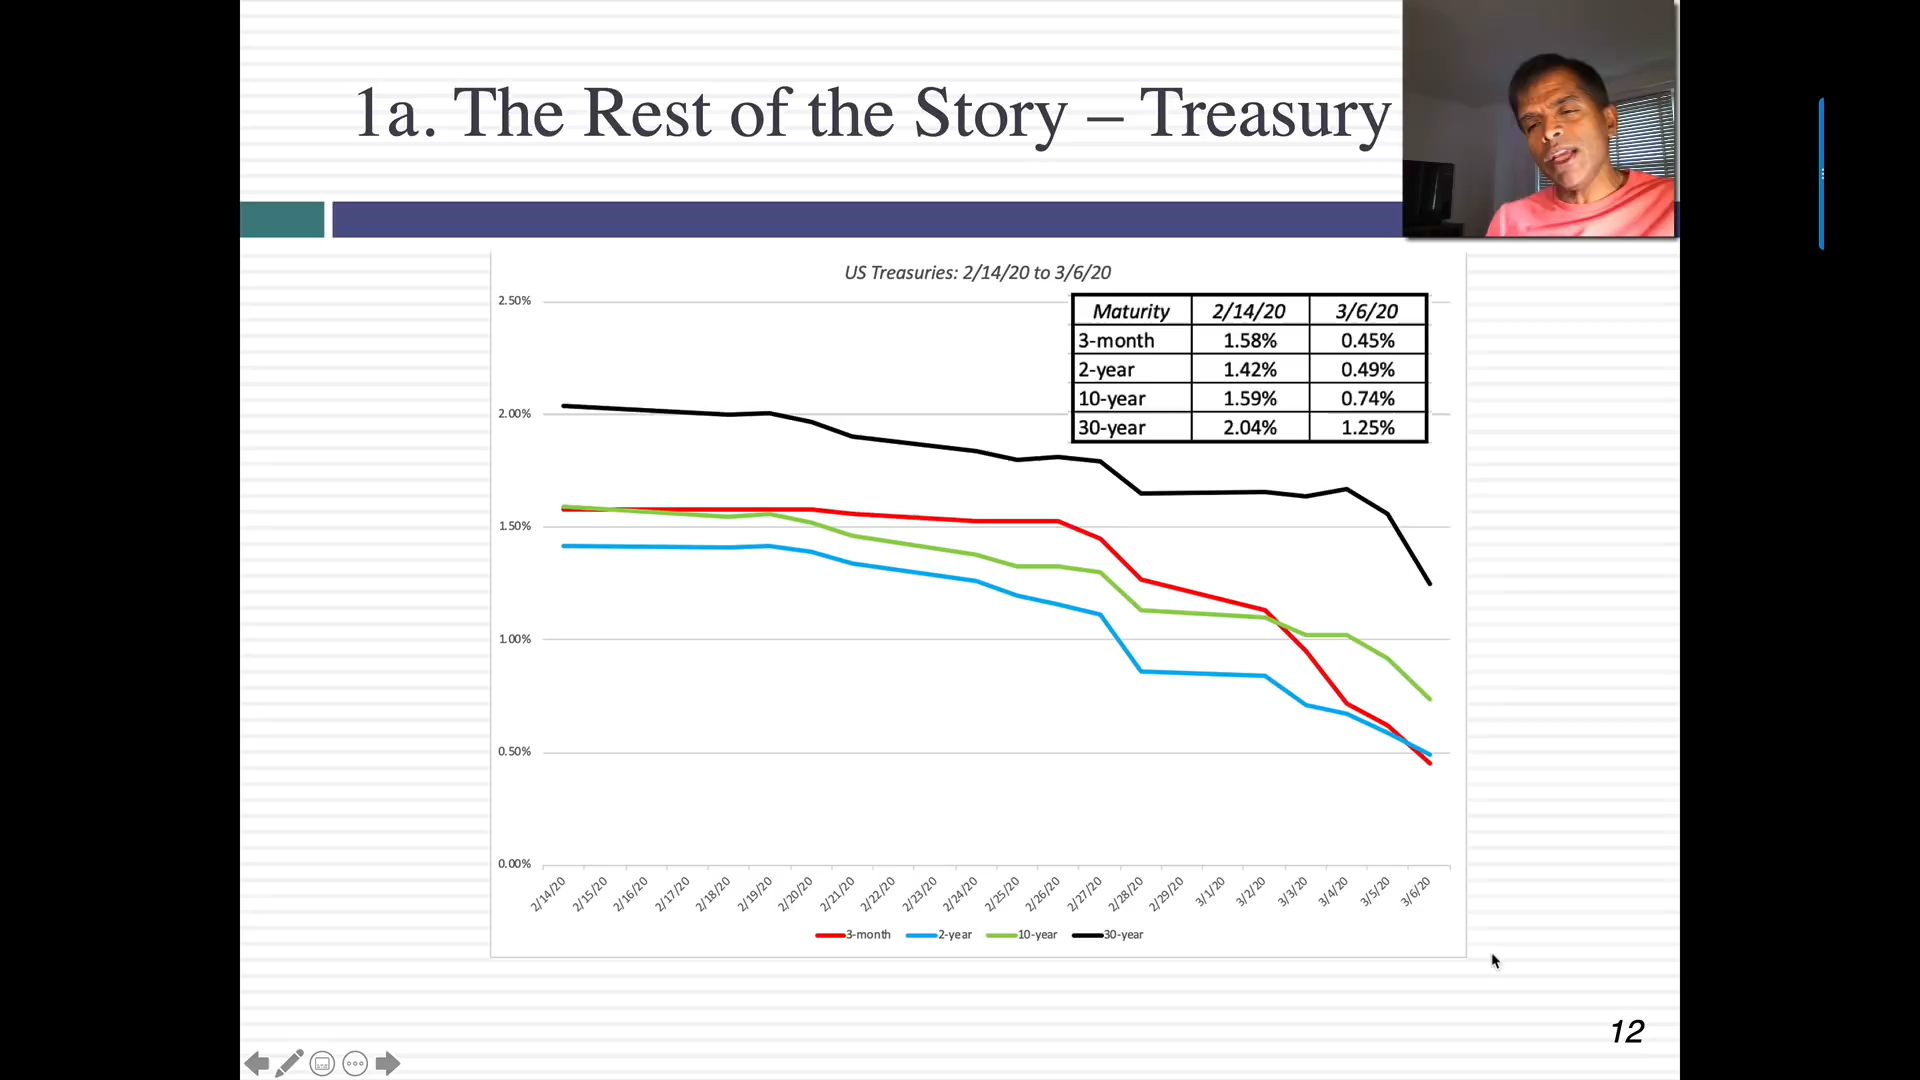 1a. The Rest of the Story – Treasury
US Treasuries: 2/14/20 to 3/6/20
Maturity 2/14/20 3/6/20
3-month 1.58% 0.45%
2-year 1.42% 0.49%
10-year 1.59% 0.74%
30-year 2.04% 1.25%
2.50%
2.00%
1.50%
1.00%
0.50%
0.00%
2/14/20 2/15/20 2/16/20 2/17/20 2/18/20 2/19/20 2/20/20 2/21/20 2/22/20 2/23/20 2/24/20 2/25/20 2/26/20 2/27/20 2/28/20 2/29/20 3/1/20 3/2/20 3/3/20 3/4/20 3/5/20 3/6/20
3-month 2-year 10-year 30-year
12